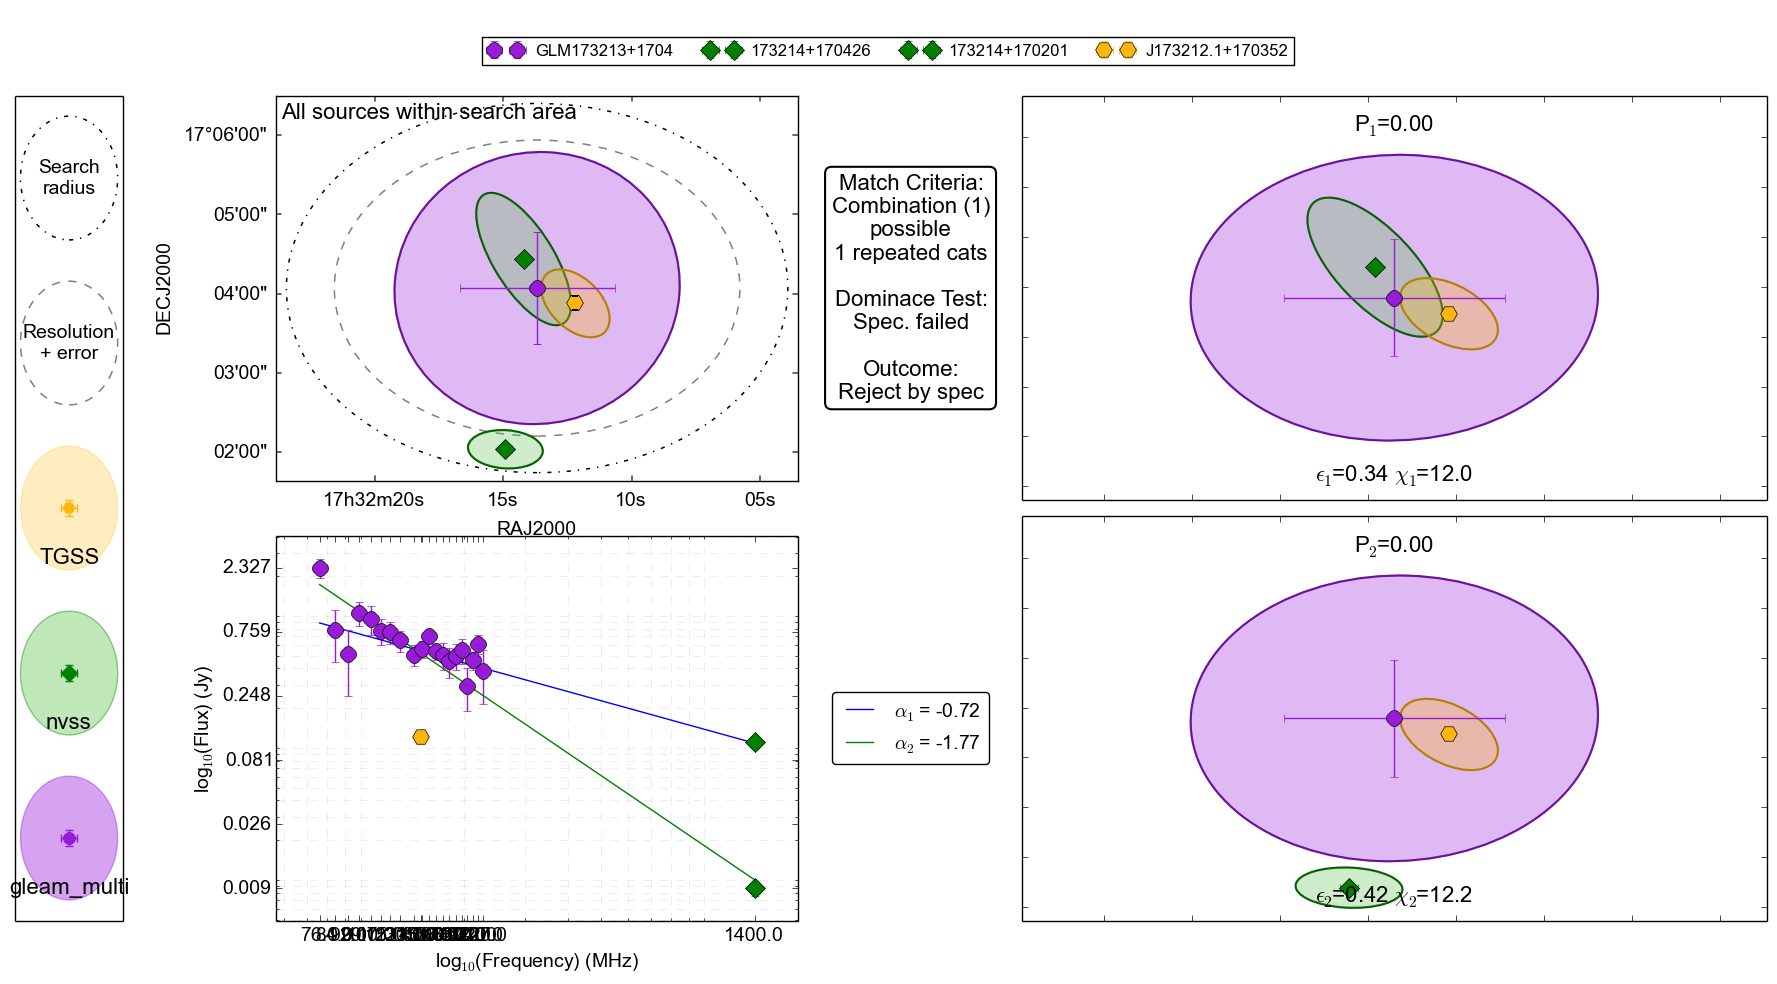 GLM173213+1704 173214+170426 173214+170201 J173212.1+170352
Search
radius
Resolution
+ error
TGSS
nvss
gleam_multi
All sources within search area
DECJ2000
17°06'00"
05'00"
04'00"
03'00"
02'00"
17h32m20s 15s 10s 05s
RAJ2000
Match Criteria:
Combination (1)
possible
1 repeated cats
Dominace Test:
Spec. failed
Outcome:
Reject by spec
P₁=0.00
ϵ₁=0.34 χ₁=12.0
log₁₀(Flux) (Jy)
2.327
0.759
0.248
0.081
0.026
0.009
1400.0
log₁₀(Frequency) (MHz)
α₁ = -0.72
α₂ = -1.77
P₂=0.00
ϵ₂=0.42 χ₂=12.2